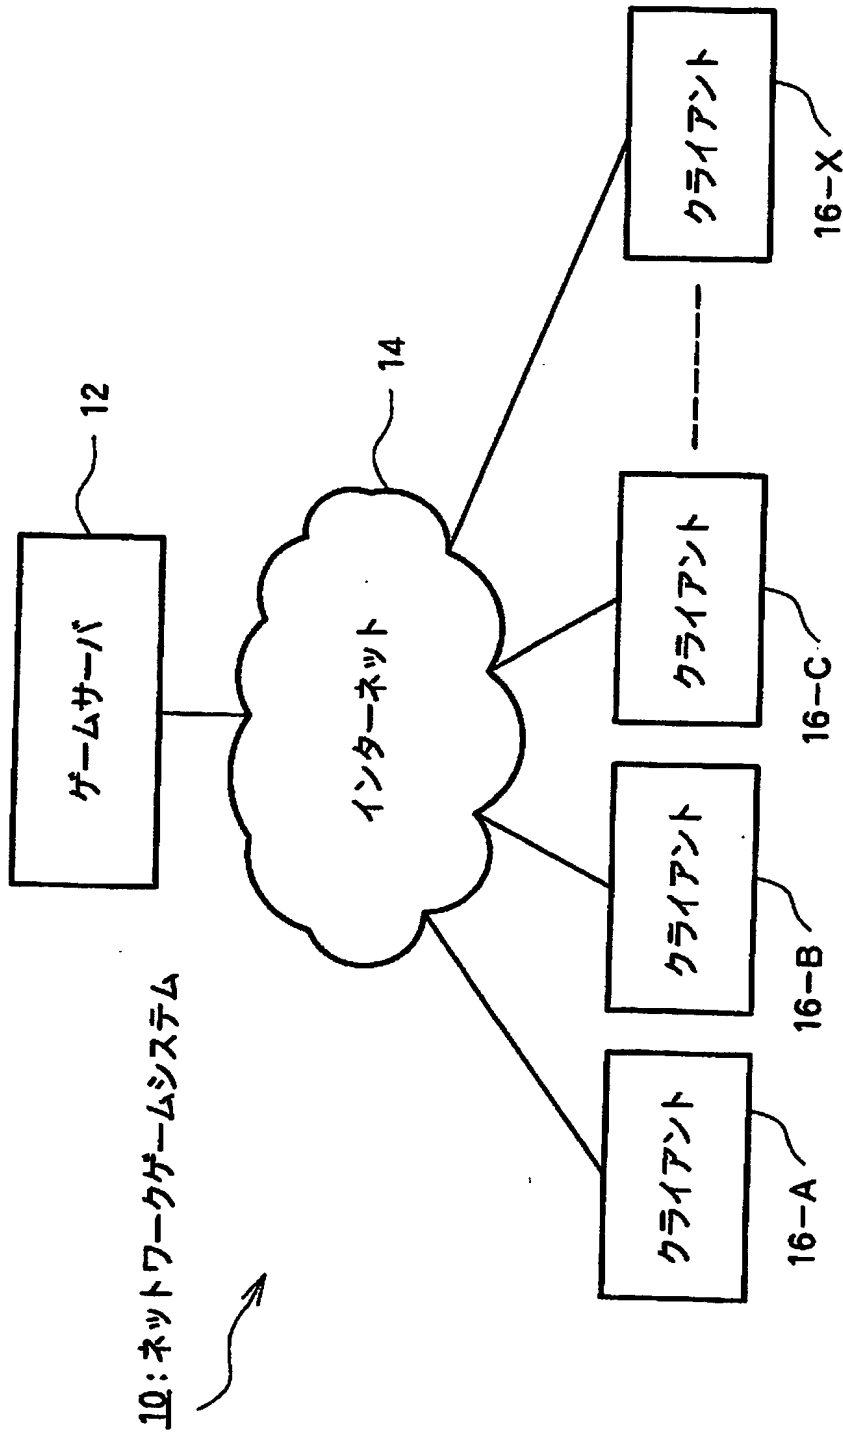 10:ネットワークゲームシステム
ゲームサーバ
12
インターネット
14
クライアント
16-A
クライアント
16-B
クライアント
16-C
クライアント
16-X